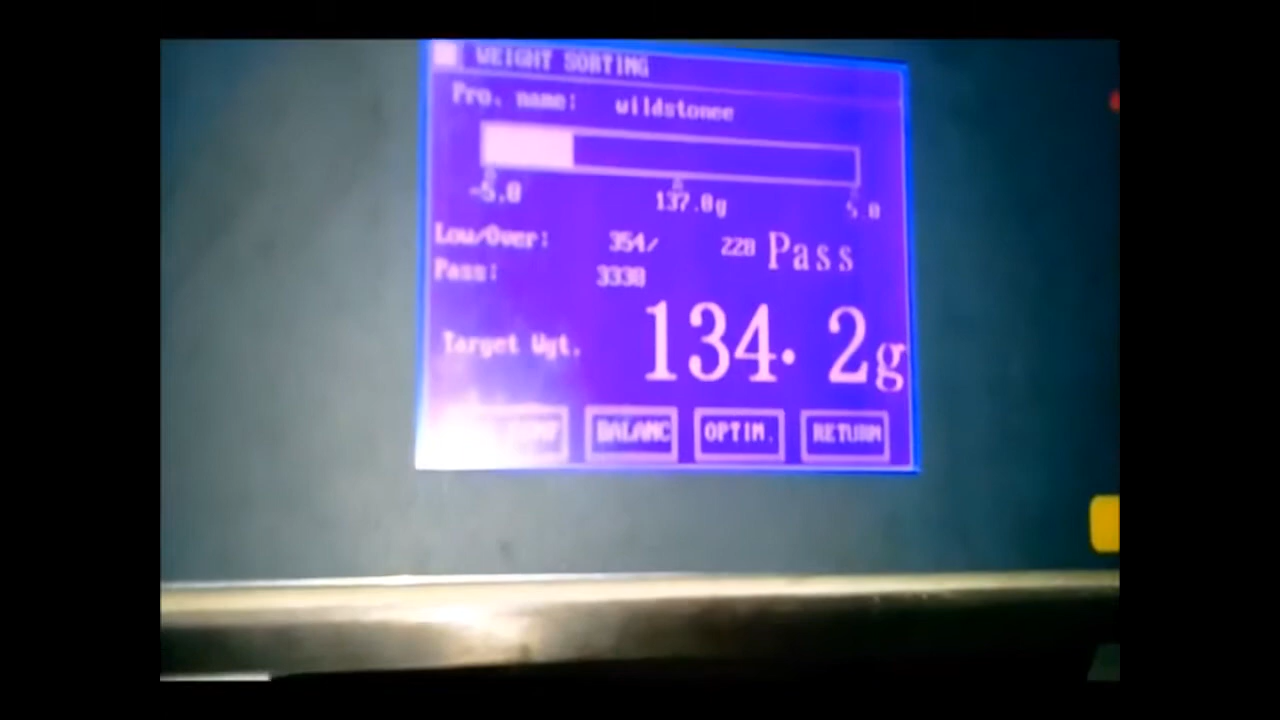 WEIGHT SORTING
Pro. name: wildstonee
-5.0 137.0g 5.0
Low/Over: 354/ 228 Pass
Pass: 3330
Target Wgt. 134.2g
BALANC OPTIM. RETURN